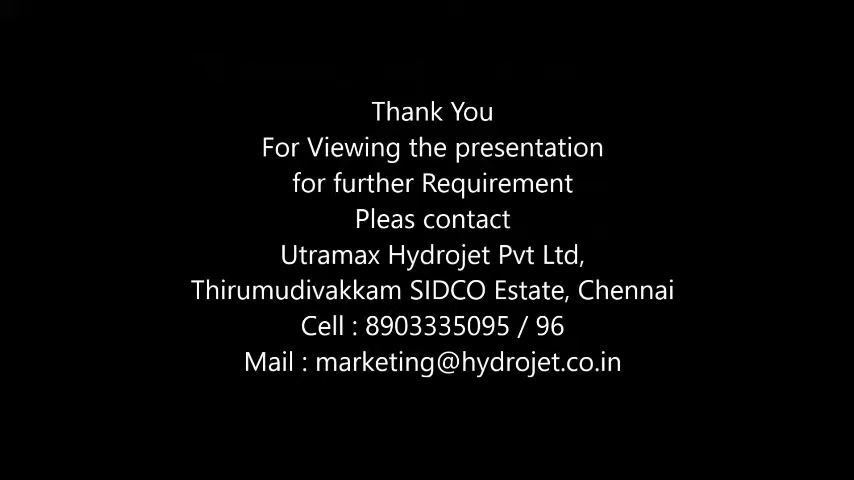 Thank You
For Viewing the presentation
for further Requirement
Pleas contact
Utramax Hydrojet Pvt Ltd,
Thirumudivakkam SIDCO Estate, Chennai
Cell : 8903335095 / 96
Mail : marketing@hydrojet.co.in